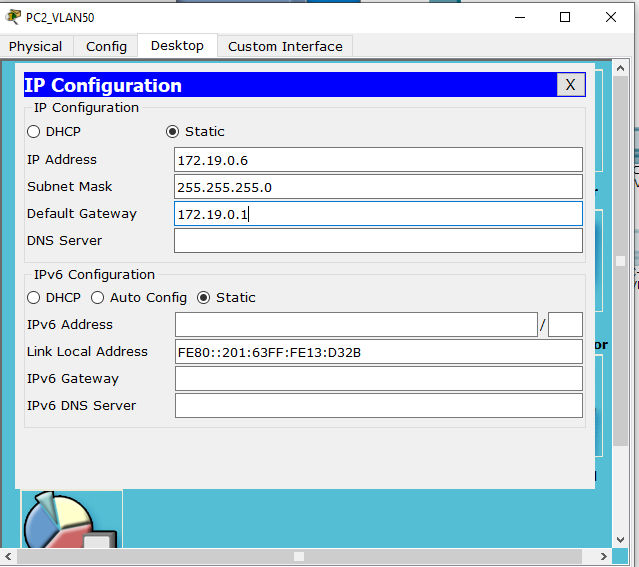 PC2_VLAN50
Physical Config Desktop Custom Interface
IP Configuration X
IP Configuration
DHCP Static
IP Address 172.19.0.6
Subnet Mask 255.255.255.0
Default Gateway 172.19.0.1
DNS Server
IPv6 Configuration
DHCP Auto Config Static
IPv6 Address /
Link Local Address FE80::201:63FF:FE13:D32B
IPv6 Gateway
IPv6 DNS Server
or